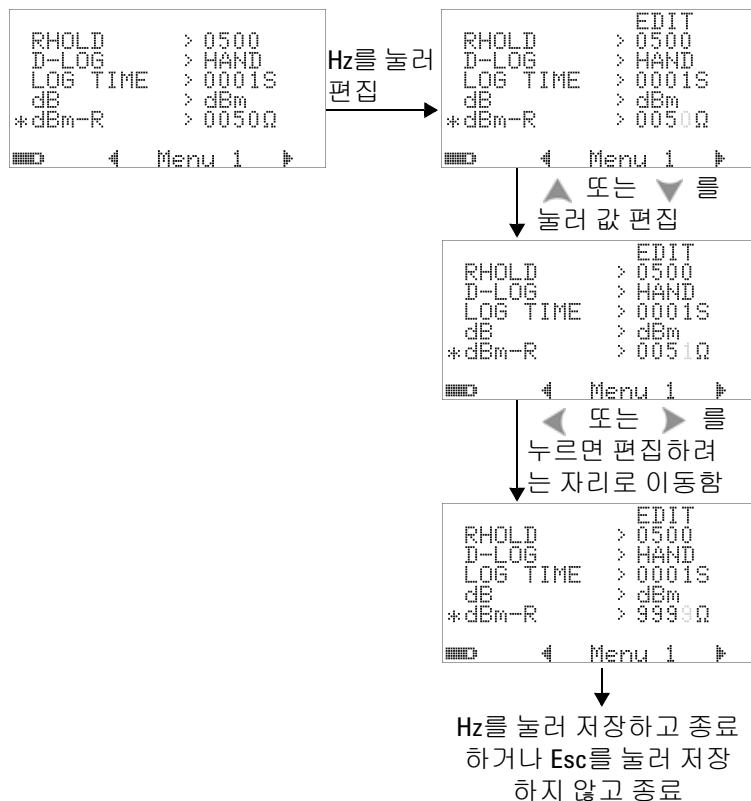 RHOLD > 0500
D-LOG > HAND
LOG TIME > 0001S
dB > dBm
*dBm-R > 0050Ω
Menu 1
Hz를 눌러
편집
EDIT
RHOLD > 0500
D-LOG > HAND
LOG TIME > 0001S
dB > dBm
*dBm-R > 0050Ω
Menu 1
또는 를
눌러 값 편집
EDIT
RHOLD > 0500
D-LOG > HAND
LOG TIME > 0001S
dB > dBm
*dBm-R > 0051Ω
Menu 1
또는 를
누르면 편집하려
는 자리로 이동함
EDIT
RHOLD > 0500
D-LOG > HAND
LOG TIME > 0001S
dB > dBm
*dBm-R > 9999Ω
Menu 1
Hz를 눌러 저장하고 종료
하거나 Esc를 눌러 저장
하지 않고 종료